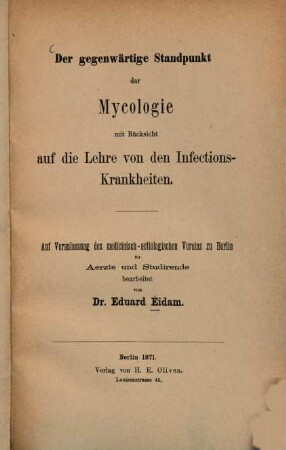 Der gegenwärtige Standpunkt
der
Mycologie
mit Rücksicht
auf die Lehre von den Infections-
Krankheiten.
Auf Veranlassung des medicinisch-aetiologischen Vereins zu Berlin
für
Aerzte und Studirende
bearbeitet
von
Dr. Eduard Eidam.
Berlin 1871.
Verlag von H. E. Oliven.
Louisenstrasse 45.